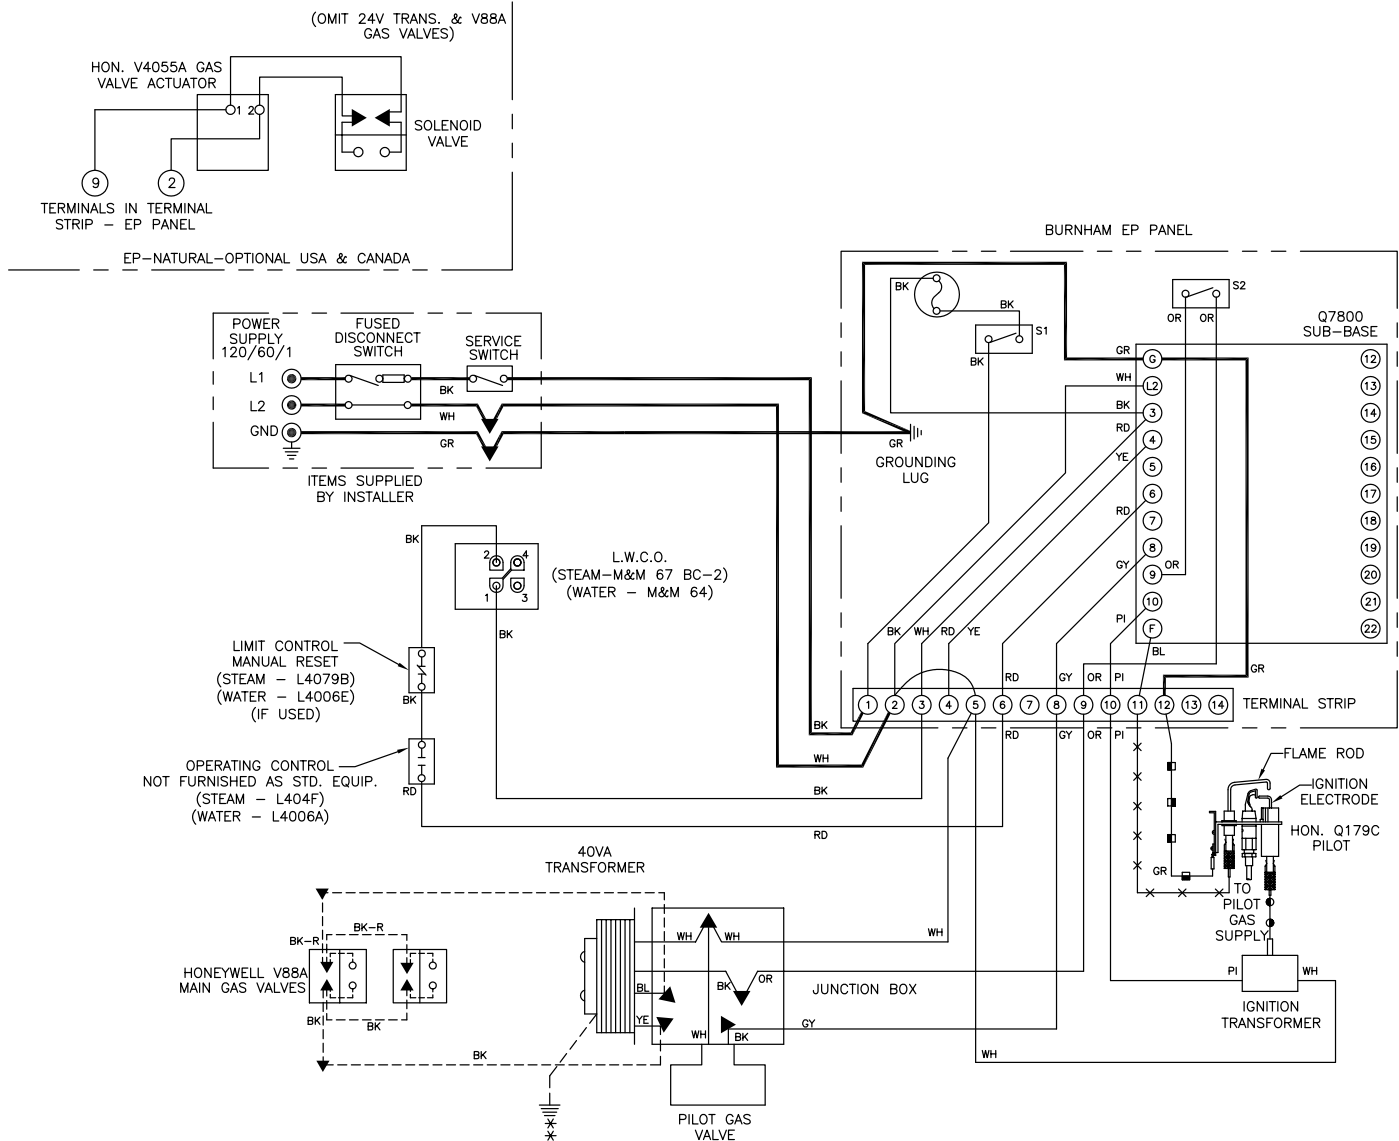 (OMIT 24V TRANS. & V88A
GAS VALVES)
HON. V4055A GAS
VALVE ACTUATOR
1 2
SOLENOID
VALVE
9
2
TERMINALS IN TERMINAL
STRIP - EP PANEL
EP-NATURAL-OPTIONAL USA & CANADA
BURNHAM EP PANEL
POWER
SUPPLY
120/60/1
FUSED
DISCONNECT
SWITCH
SERVICE
SWITCH
L1
L2
GND
BK
WH
GR
ITEMS SUPPLIED
BY INSTALLER
BK
BK
S1
BK
S2
OR
OR
Q7800
SUB-BASE
GR
GROUNDING
LUG
GR
WH
BK
RD
YE
RD
GY
OR
PI
BL
G
L2
3
4
5
6
7
8
9
10
F
12
13
14
15
16
17
18
19
20
21
22
BK
2
4
1
3
L.W.C.O.
(STEAM-M&M 67 BC-2)
(WATER - M&M 64)
BK
LIMIT CONTROL
MANUAL RESET
(STEAM - L4079B)
(WATER - L4006E)
(IF USED)
BK
OPERATING CONTROL
NOT FURNISHED AS STD. EQUIP.
(STEAM - L404F)
(WATER - L4006A)
RD
BK
WH
RD
YE
RD
GY
OR
PI
GR
1
2
3
4
5
6
7
8
9
10
11
12
13
14
TERMINAL STRIP
BK
WH
BK
RD
RD
GY
OR
PI
FLAME ROD
IGNITION
ELECTRODE
HON. Q179C
PILOT
GR
TO
PILOT
GAS
SUPPLY
40VA
TRANSFORMER
BK-R
BK-R
HONEYWELL V88A
MAIN GAS VALVES
BK
BK
BK
WH
WH
WH
BK
OR
BL
YE
WH
BK
GY
JUNCTION BOX
PILOT GAS
VALVE
PI
WH
IGNITION
TRANSFORMER
WH
*
*